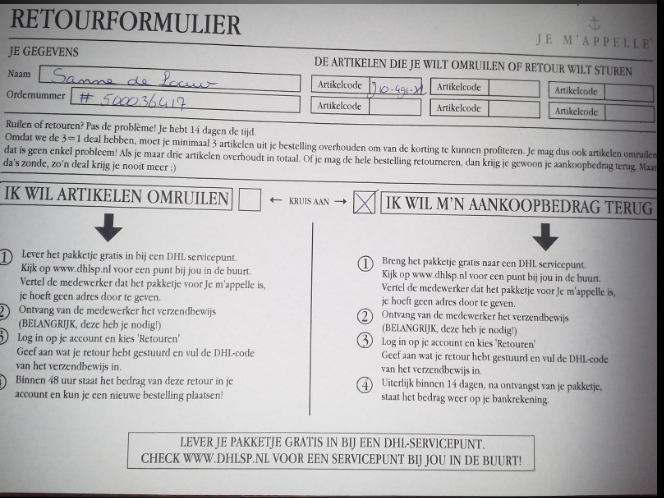 RETOURFORMULIER
JE M'APPELLE
JE GEGEVENS
Naam Sanne de Leeuw
Ordernummer # 500036417
DE ARTIKELEN DIE JE WILT OMRUILEN OF RETOUR WILT STUREN
Artikelcode Artikelcode Artikelcode
Artikelcode Artikelcode Artikelcode
Ruilen of retouren? Pas de problème! Je hebt 14 dagen de tijd.
Omdat we de 3=1 deal hebben, moet je minimaal 3 artikelen uit je bestelling overhouden om van de korting te kunnen profiteren. Je mag dus ook artikelen omruilen
dat is geen enkel probleem! Als je maar drie artikelen overhoudt in totaal. Of je mag de hele bestelling retourneren, dan krijg je gewoon je aankoopbedrag terug. Maar
da's zonde, zo'n deal krijg je nooit meer ;)
IK WIL ARTIKELEN OMRUILEN
← KRUIS AAN →
IK WIL M'N AANKOOPBEDRAG TERUG
1 Lever het pakketje gratis in bij een DHL servicepunt.
Kijk op www.dhlsp.nl voor een punt bij jou in de buurt.
Vertel de medewerker dat het pakketje voor Je m'appelle is,
je hoeft geen adres door te geven.
2 Ontvang van de medewerker het verzendbewijs
(BELANGRIJK, deze heb je nodig!)
3 Log in op je account en kies 'Retouren'
Geef aan wat je retour hebt gestuurd en vul de DHL-code
van het verzendbewijs in.
4 Binnen 48 uur staat het bedrag van deze retour in je
account en kun je een nieuwe bestelling plaatsen!
1 Breng het pakketje gratis naar een DHL servicepunt.
Kijk op www.dhlsp.nl voor een punt bij jou in de buurt.
Vertel de medewerker dat het pakketje voor Je m'appelle is,
je hoeft geen adres door te geven.
2 Ontvang van de medewerker het verzendbewijs
(BELANGRIJK, deze heb je nodig!)
3 Log in op je account en kies 'Retouren'
Geef aan wat je retour hebt gestuurd en vul de DHL-code
van het verzendbewijs in.
4 Uiterlijk binnen 14 dagen, na ontvangst van je pakketje,
staat het bedrag weer op je bankrekening.
LEVER JE PAKKETJE GRATIS IN BIJ EEN DHL-SERVICEPUNT.
CHECK WWW.DHLSP.NL VOOR EEN SERVICEPUNT BIJ JOU IN DE BUURT!